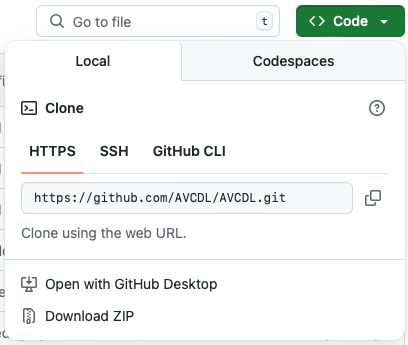 Go to file
t
Code
Local
Codespaces
Clone
HTTPS
SSH
GitHub CLI
https://github.com/AVCDL/AVCDL.git
Clone using the web URL.
Open with GitHub Desktop
Download ZIP